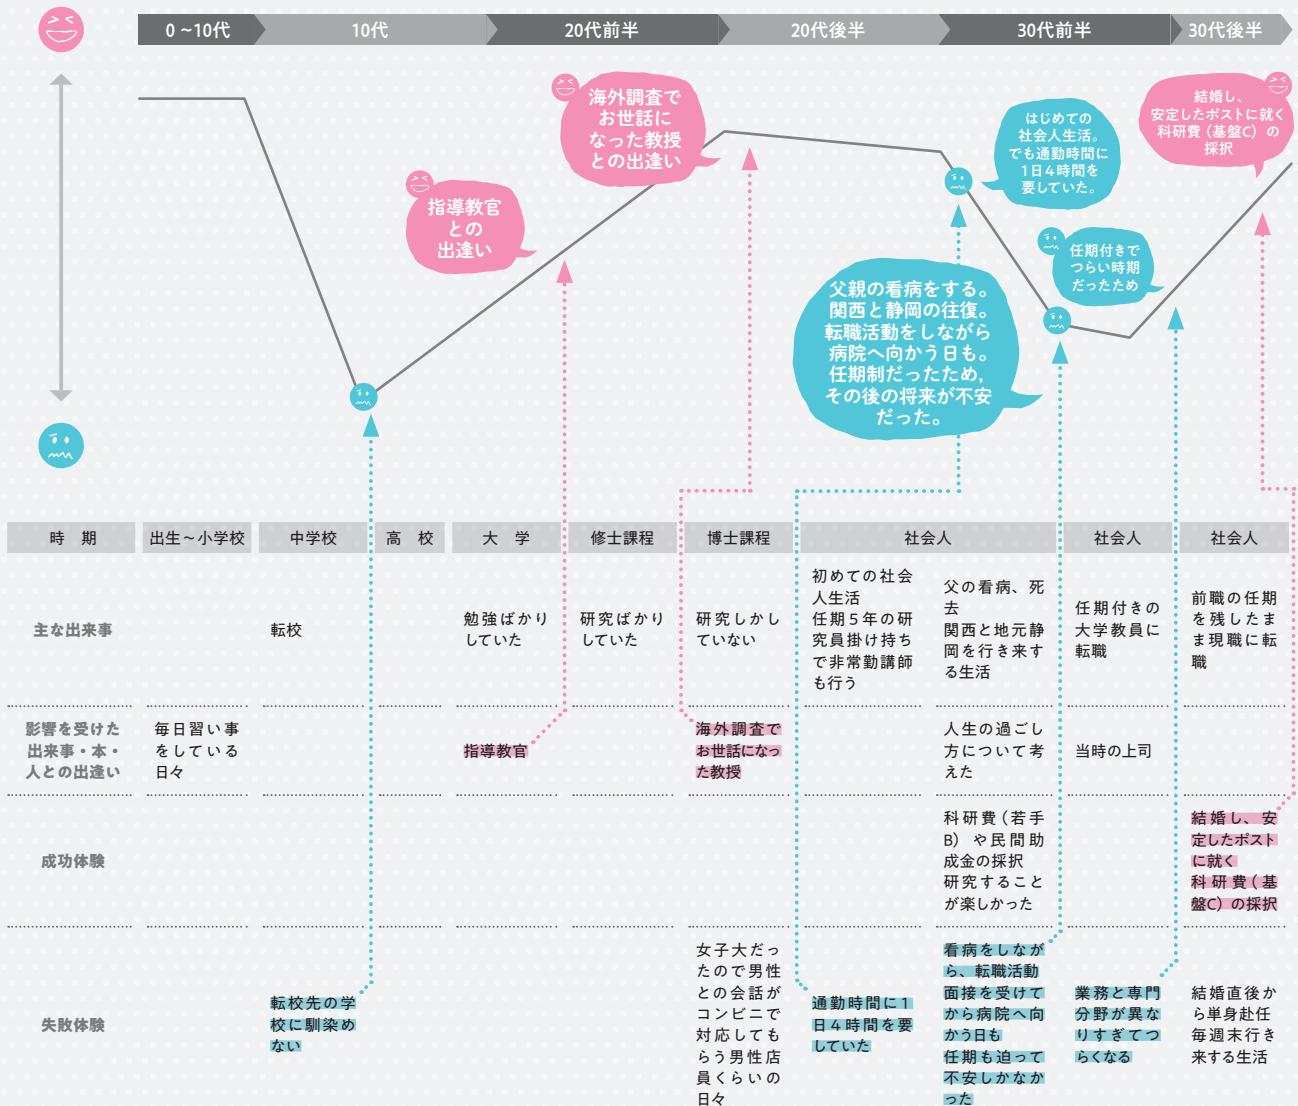 0 ~10代
10代
20代前半
20代後半
30代前半
30代後半
海外調査で
お世話に
なった教授
との出逢い
指導教官
との
出逢い
はじめての
社会人生活。
でも通勤時間に
1日4時間を
要していた。
結婚し、
安定したポストに就く
科研費（基盤C）の
採択
任期付きで
つらい時期
だったため
父親の看病をする。
関西と静岡の往復。
転職活動をしながら
病院へ向かう日も。
任期制だったため,
その後の将来が不安
だった。
時　期
出生～小学校
中学校
高　校
大　学
修士課程
博士課程
社会人
社会人
社会人
主な出来事
転校
勉強ばかり
していた
研究ばかり
していた
研究しかし
ていない
初めての社会
人生活
任期５年の研
究員掛け持ち
で非常勤講師
も行う
父の看病、死
去
関西と地元静
岡を行き来す
る生活
任期付きの
大学教員に
転職
前職の任期
を残したま
ま現職に転
職
影響を受けた
出来事・本・
人との出逢い
毎日習い事
をしている
日々
指導教官
海外調査で
お世話になっ
た教授
人生の過ごし
方について考
えた
当時の上司
成功体験
科研費（若手
B）や民間助
成金の採択
研究すること
が楽しかった
結婚し、安
定したポスト
に就く
科研費（基
盤C）の採択
失敗体験
転校先の学
校に馴染め
ない
女子大だっ
たので男性
との会話が
コンビニで
対応しても
らう男性店
員くらいの
日々
通勤時間に1
日４時間を要
していた
看病をしなが
ら、転職活動
面接を受けて
から病院へ向
かう日も
任期も迫って
不安しかなか
った
業務と専門
分野が異な
りすぎてつ
らくなる
結婚直後か
ら単身赴任
毎週末行き
来する生活